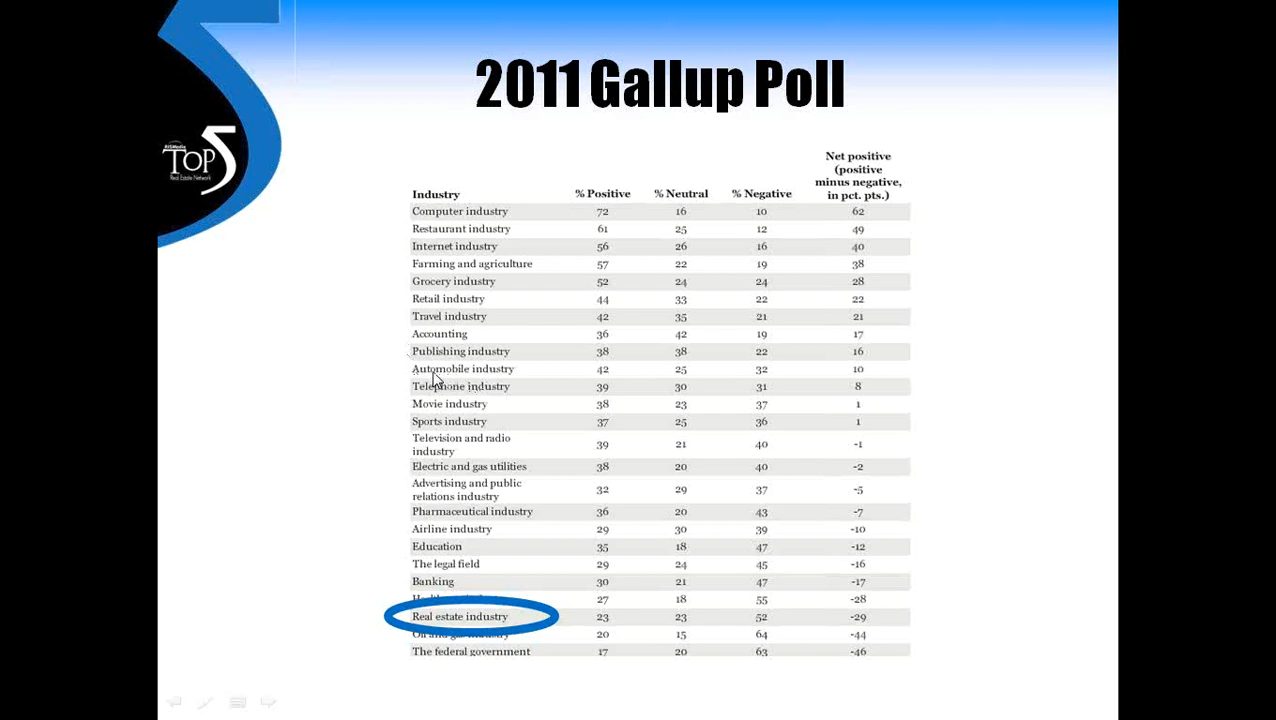 2011 Gallup Poll
RISMedia
TOP 5
Real Estate Network
Industry % Positive % Neutral % Negative Net positive (positive minus negative, in pct. pts.)
Computer industry 72 16 10 62
Restaurant industry 61 25 12 49
Internet industry 56 26 16 40
Farming and agriculture 57 22 19 38
Grocery industry 52 24 24 28
Retail industry 44 33 22 22
Travel industry 42 35 21 21
Accounting 36 42 19 17
Publishing industry 38 38 22 16
Automobile industry 42 25 32 10
Telephone industry 39 30 31 8
Movie industry 38 23 37 1
Sports industry 37 25 36 1
Television and radio industry 39 21 40 -1
Electric and gas utilities 38 20 40 -2
Advertising and public relations industry 32 29 37 -5
Pharmaceutical industry 36 20 43 -7
Airline industry 29 30 39 -10
Education 35 18 47 -12
The legal field 29 24 45 -16
Banking 30 21 47 -17
27 18 55 -28
Real estate industry 23 23 52 -29
Oil and gas industry 20 15 64 -44
The federal government 17 20 63 -46